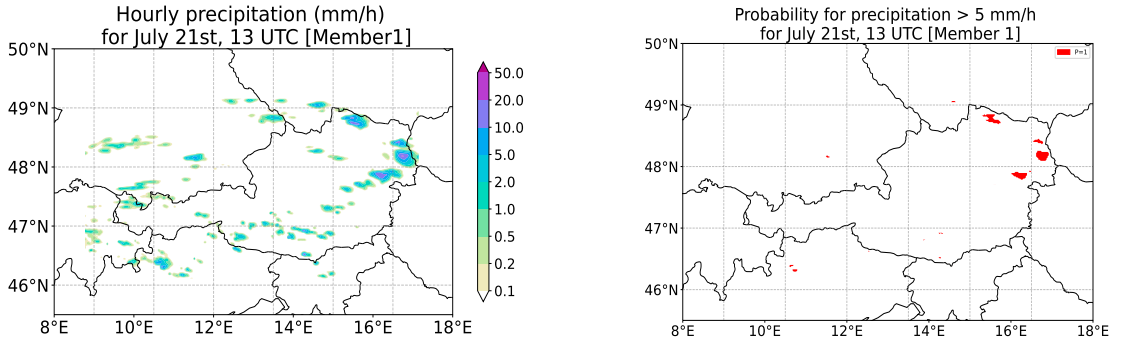 Hourly precipitation (mm/h)
for July 21st, 13 UTC [Member1]
50°N
49°N
48°N
47°N
46°N
8°E
10°E
12°E
14°E
16°E
18°E
50.0
20.0
10.0
5.0
2.0
1.0
0.5
0.2
0.1
Probability for precipitation > 5 mm/h
for July 21st, 13 UTC [Member 1]
P=1
50°N
49°N
48°N
47°N
46°N
8°E
10°E
12°E
14°E
16°E
18°E